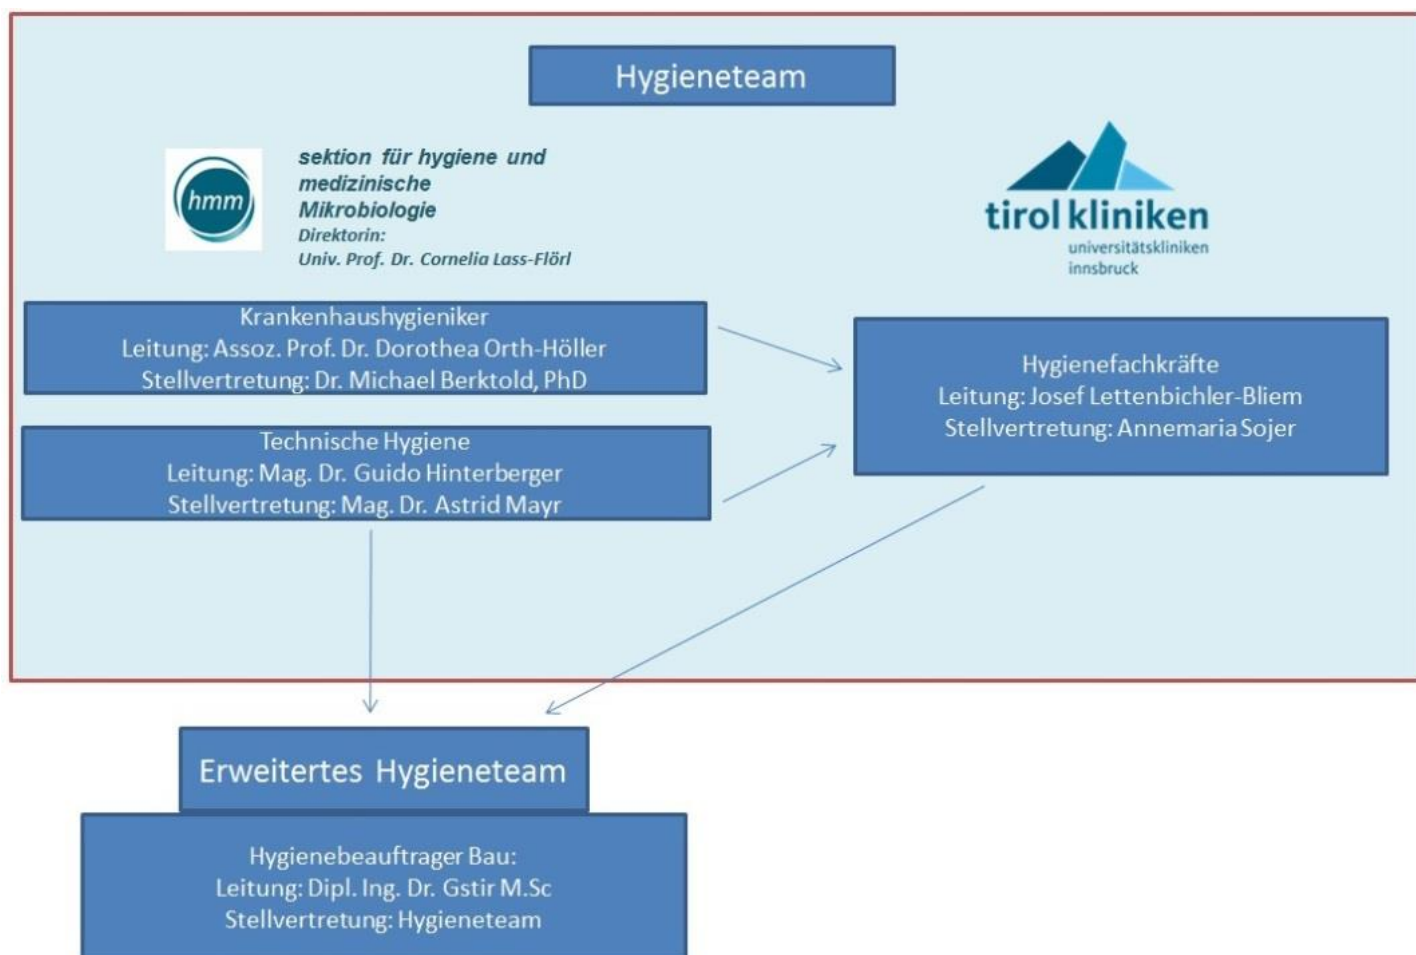 Hygieneteam
hmm
sektion für hygiene und
medizinische
Mikrobiologie
Direktorin:
Univ. Prof. Dr. Cornelia Lass-Flörl
tirol kliniken
universitätskliniken
innsbruck
Krankenhaushygieniker
Leitung: Assoz. Prof. Dr. Dorothea Orth-Höller
Stellvertretung: Dr. Michael Berktold, PhD
Technische Hygiene
Leitung: Mag. Dr. Guido Hinterberger
Stellvertretung: Mag. Dr. Astrid Mayr
Hygienefachkräfte
Leitung: Josef Lettenbichler-Bliem
Stellvertretung: Annemaria Sojer
Erweitertes Hygieneteam
Hygienebeauftrager Bau:
Leitung: Dipl. Ing. Dr. Gstir M.Sc
Stellvertretung: Hygieneteam